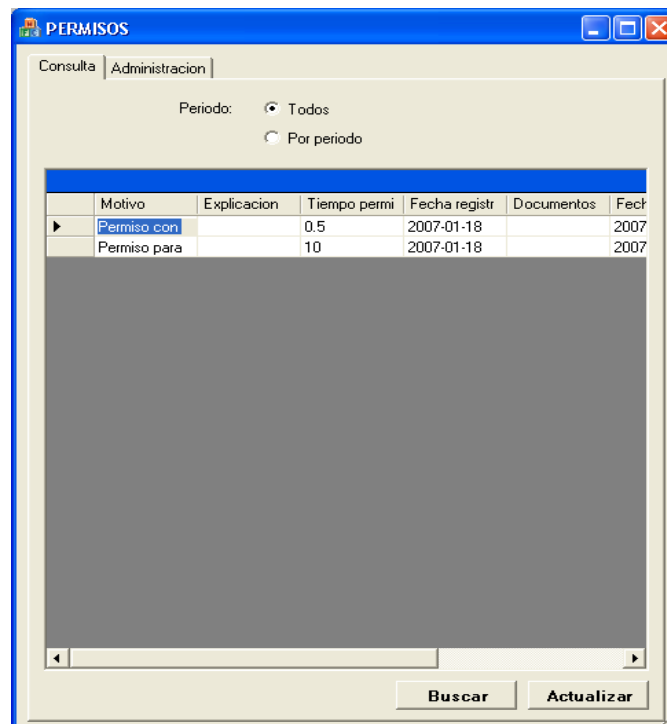 PERMISOS
Consulta Administracion
Periodo: Todos
Por periodo
Motivo Explicacion Tiempo permi Fecha registr Documentos Fech
Permiso con 0.5 2007-01-18 2007
Permiso para 10 2007-01-18 2007
Buscar Actualizar